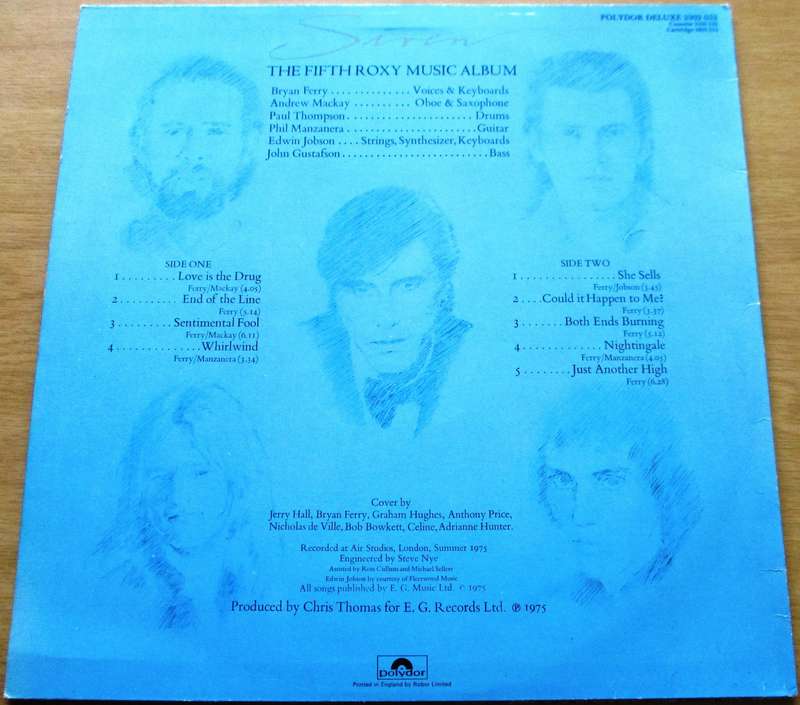 Siren
POLYDOR DELUXE 2302 052
THE FIFTH ROXY MUSIC ALBUM
Bryan Ferry . . . . . . . . . . . . . . Voices & Keyboards
Andrew Mackay . . . . . . . . . . Oboe & Saxophone
Paul Thompson . . . . . . . . . . . . . . . . . . . . . . . Drums
Phil Manzanera . . . . . . . . . . . . . . . . . . . . . . . Guitar
Edwin Jobson . . . . Strings, Synthesizer, Keyboards
John Gustafson . . . . . . . . . . . . . . . . . . . . . . . . . Bass
SIDE ONE
1 . . . . . . . . . Love is the Drug
Ferry/Mackay (4.05)
2 . . . . . . . . . . End of the Line
Ferry (5.14)
3 . . . . . . . . . Sentimental Fool
Ferry/Mackay (6.11)
4 . . . . . . . . . . . . . Whirlwind
Ferry/Manzanera (3.34)
SIDE TWO
1 . . . . . . . . . . . . . . . . She Sells
Ferry/Jobson (3.45)
2 . . . . Could it Happen to Me?
Ferry (3.37)
3 . . . . . . . Both Ends Burning
Ferry (5.12)
4 . . . . . . . . . . . . . Nightingale
Ferry/Manzanera (4.05)
5 . . . . . . . . Just Another High
Ferry (6.28)
Cover by
Jerry Hall, Bryan Ferry, Graham Hughes, Anthony Price,
Nicholas de Ville, Bob Bowkett, Celine, Adrianne Hunter.
Recorded at Air Studios, London, Summer 1975
Engineered by Steve Nye
Assisted by Ross Cullum and Michael Sellers
Edwin Jobson by courtesy of Fleetwood Music
All songs published by E. G. Music Ltd. © 1975
Produced by Chris Thomas for E. G. Records Ltd. ℗ 1975
Polydor
Printed in England by Robor Limited